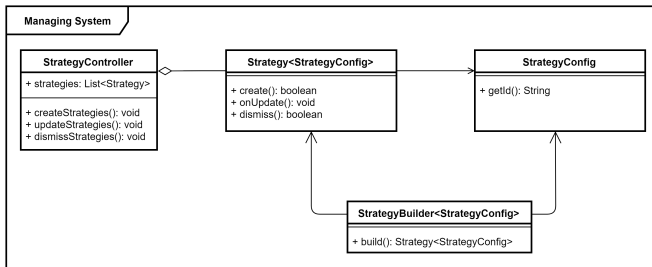 Managing System
StrategyController
+ strategies: List<Strategy>
+ createStrategies(): void
+ updateStrategies(): void
+ dismissStrategies(): void
Strategy<StrategyConfig>
+ create(): boolean
+ onUpdate(): void
+ dismiss(): boolean
StrategyConfig
+ getId(): String
StrategyBuilder<StrategyConfig>
+ build(): Strategy<StrategyConfig>